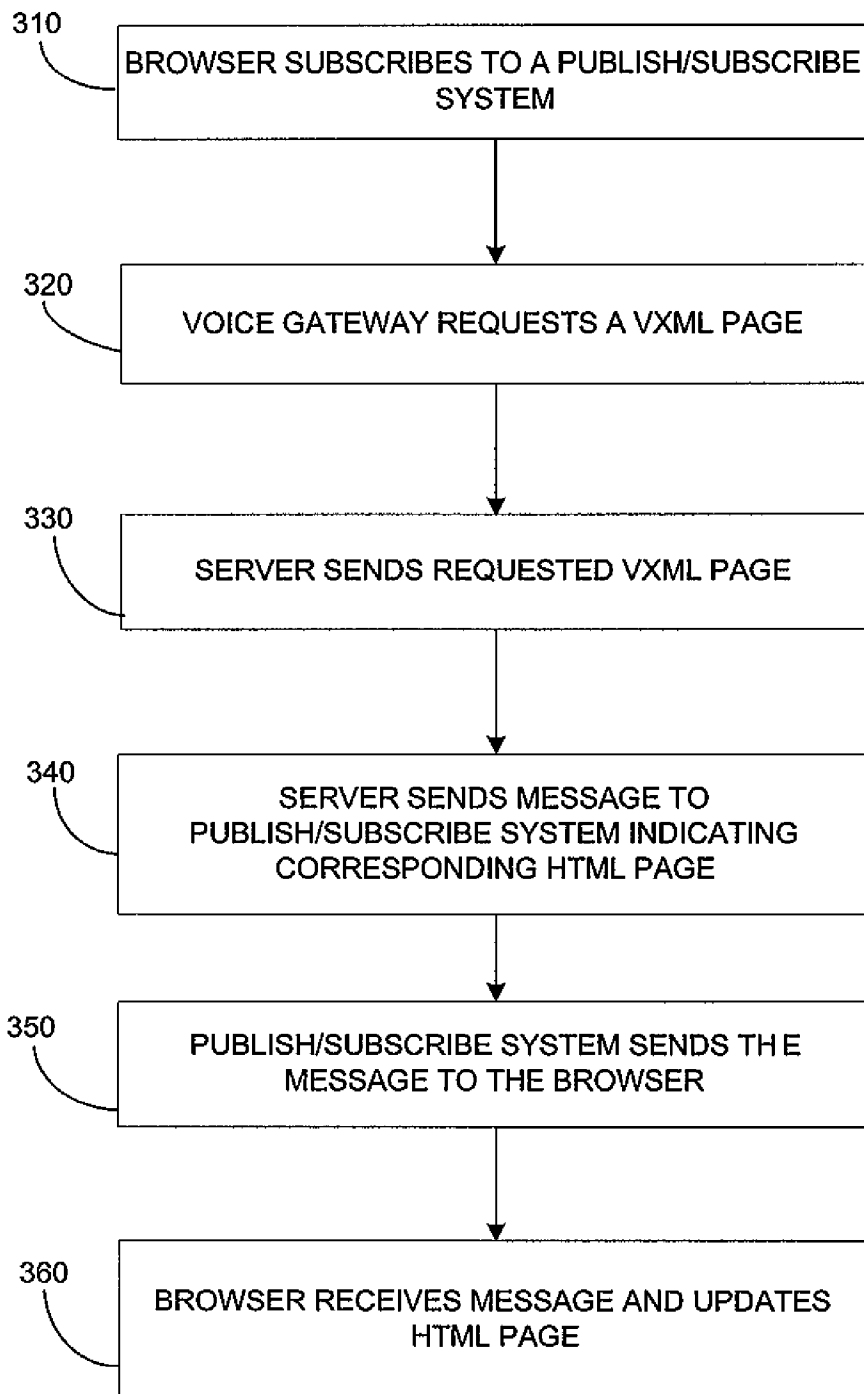 310
BROWSER SUBSCRIBES TO A PUBLISH/SUBSCRIBE
SYSTEM
320
VOICE GATEWAY REQUESTS A VXML PAGE
330
SERVER SENDS REQUESTED VXML PAGE
340
SERVER SENDS MESSAGE TO
PUBLISH/SUBSCRIBE SYSTEM INDICATING
CORRESPONDING HTML PAGE
350
PUBLISH/SUBSCRIBE SYSTEM SENDS THE
MESSAGE TO THE BROWSER
360
BROWSER RECEIVES MESSAGE AND UPDATES
HTML PAGE